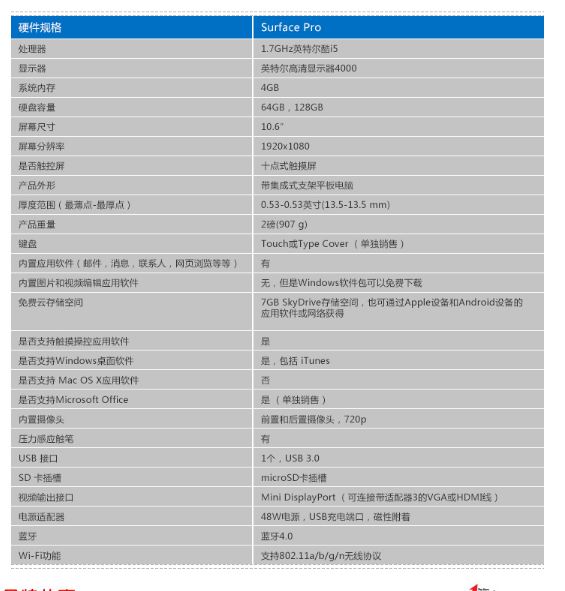 硬件规格 Surface Pro
处理器 1.7GHz英特尔酷i5
显示器 英特尔高清显示器4000
系统内存 4GB
硬盘容量 64GB，128GB
屏幕尺寸 10.6"
屏幕分辨率 1920x1080
是否触控屏 十点式触摸屏
产品外形 带集成式支架平板电脑
厚度范围（最薄点-最厚点） 0.53-0.53英寸(13.5-13.5 mm)
产品重量 2磅(907 g)
键盘 Touch或Type Cover（单独销售）
内置应用软件（邮件，消息，联系人，网页浏览等等） 有
内置图片和视频编辑应用软件 无，但是Windows软件包可以免费下载
免费云存储空间 7GB SkyDrive存储空间，也可通过Apple设备和Android设备的
应用软件或网络获得
是否支持触摸操控应用软件 是
是否支持Windows桌面软件 是，包括 iTunes
是否支持 Mac OS X应用软件 否
是否支持Microsoft Office 是（单独销售）
内置摄像头 前置和后置摄像头，720p
压力感应触笔 有
USB 接口 1个，USB 3.0
SD 卡插槽 microSD卡插槽
视频输出接口 Mini DisplayPort （可连接带适配器3的VGA或HDMI线）
电源适配器 48W电源，USB充电端口，磁性附着
蓝牙 蓝牙4.0
Wi-Fi功能 支持802.11a/b/g/n无线协议